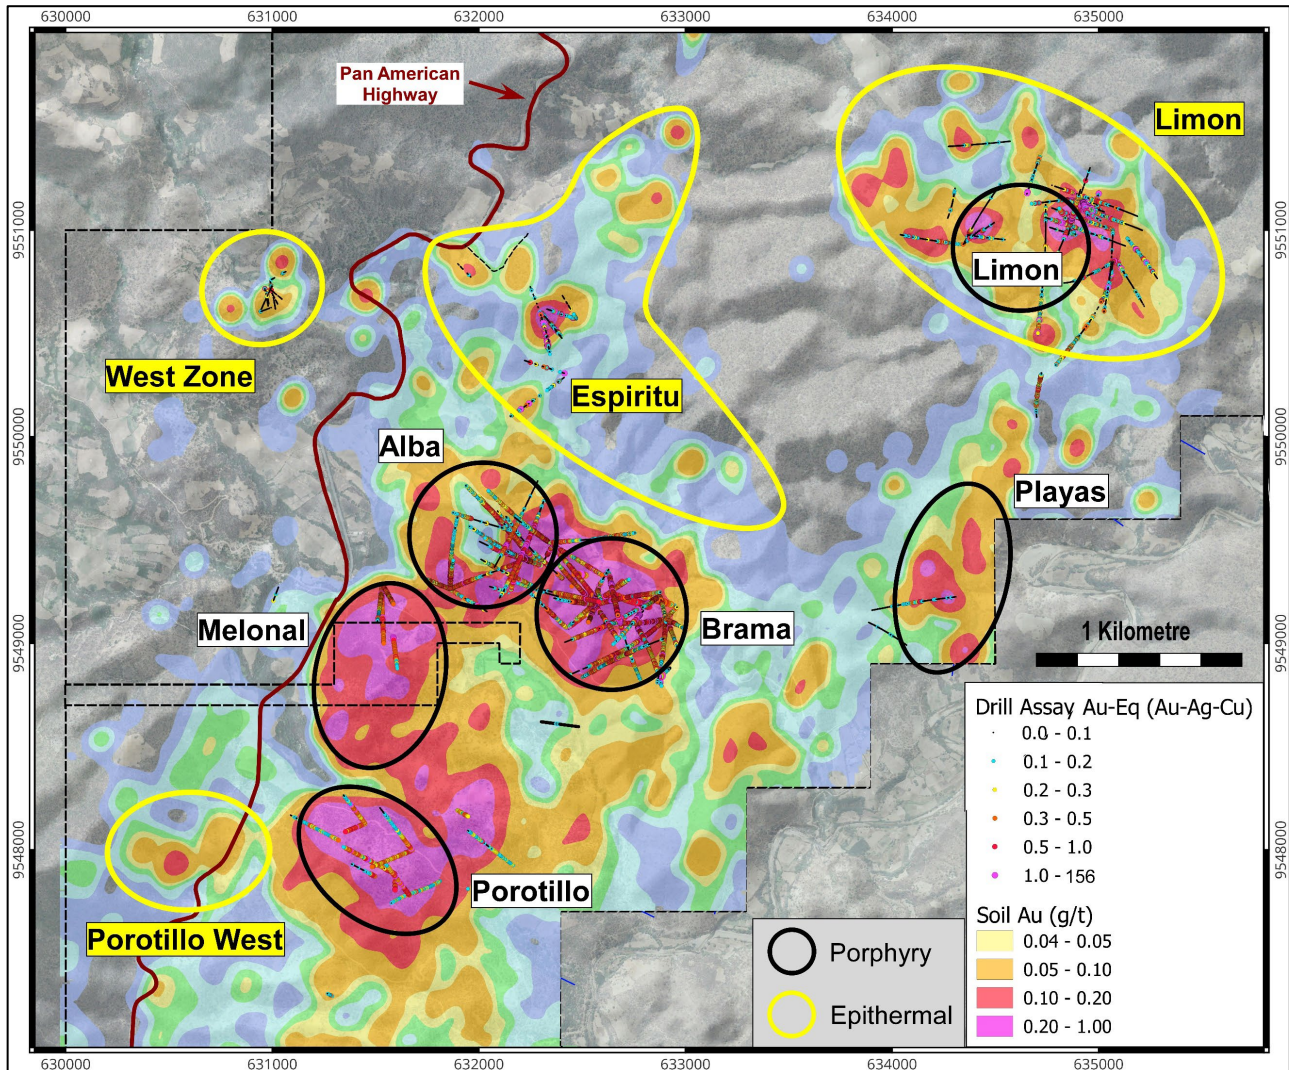 630000 631000 632000 633000 634000 635000
Pan American
Highway
Limon
9551000
9551000
Limon
West Zone
Espiritu
9550000
9550000
Alba
Playas
Melonal
Brama
1 Kilometre
9549000
9549000
Drill Assay Au-Eq (Au-Ag-Cu)
0.0 - 0.1
0.1 - 0.2
0.2 - 0.3
0.3 - 0.5
0.5 - 1.0
1.0 - 156
Soil Au (g/t)
0.04 - 0.05
0.05 - 0.10
0.10 - 0.20
0.20 - 1.00
9548000
9548000
Porotillo
Porotillo West
Porphyry
Epithermal
630000 631000 632000 633000 634000 635000